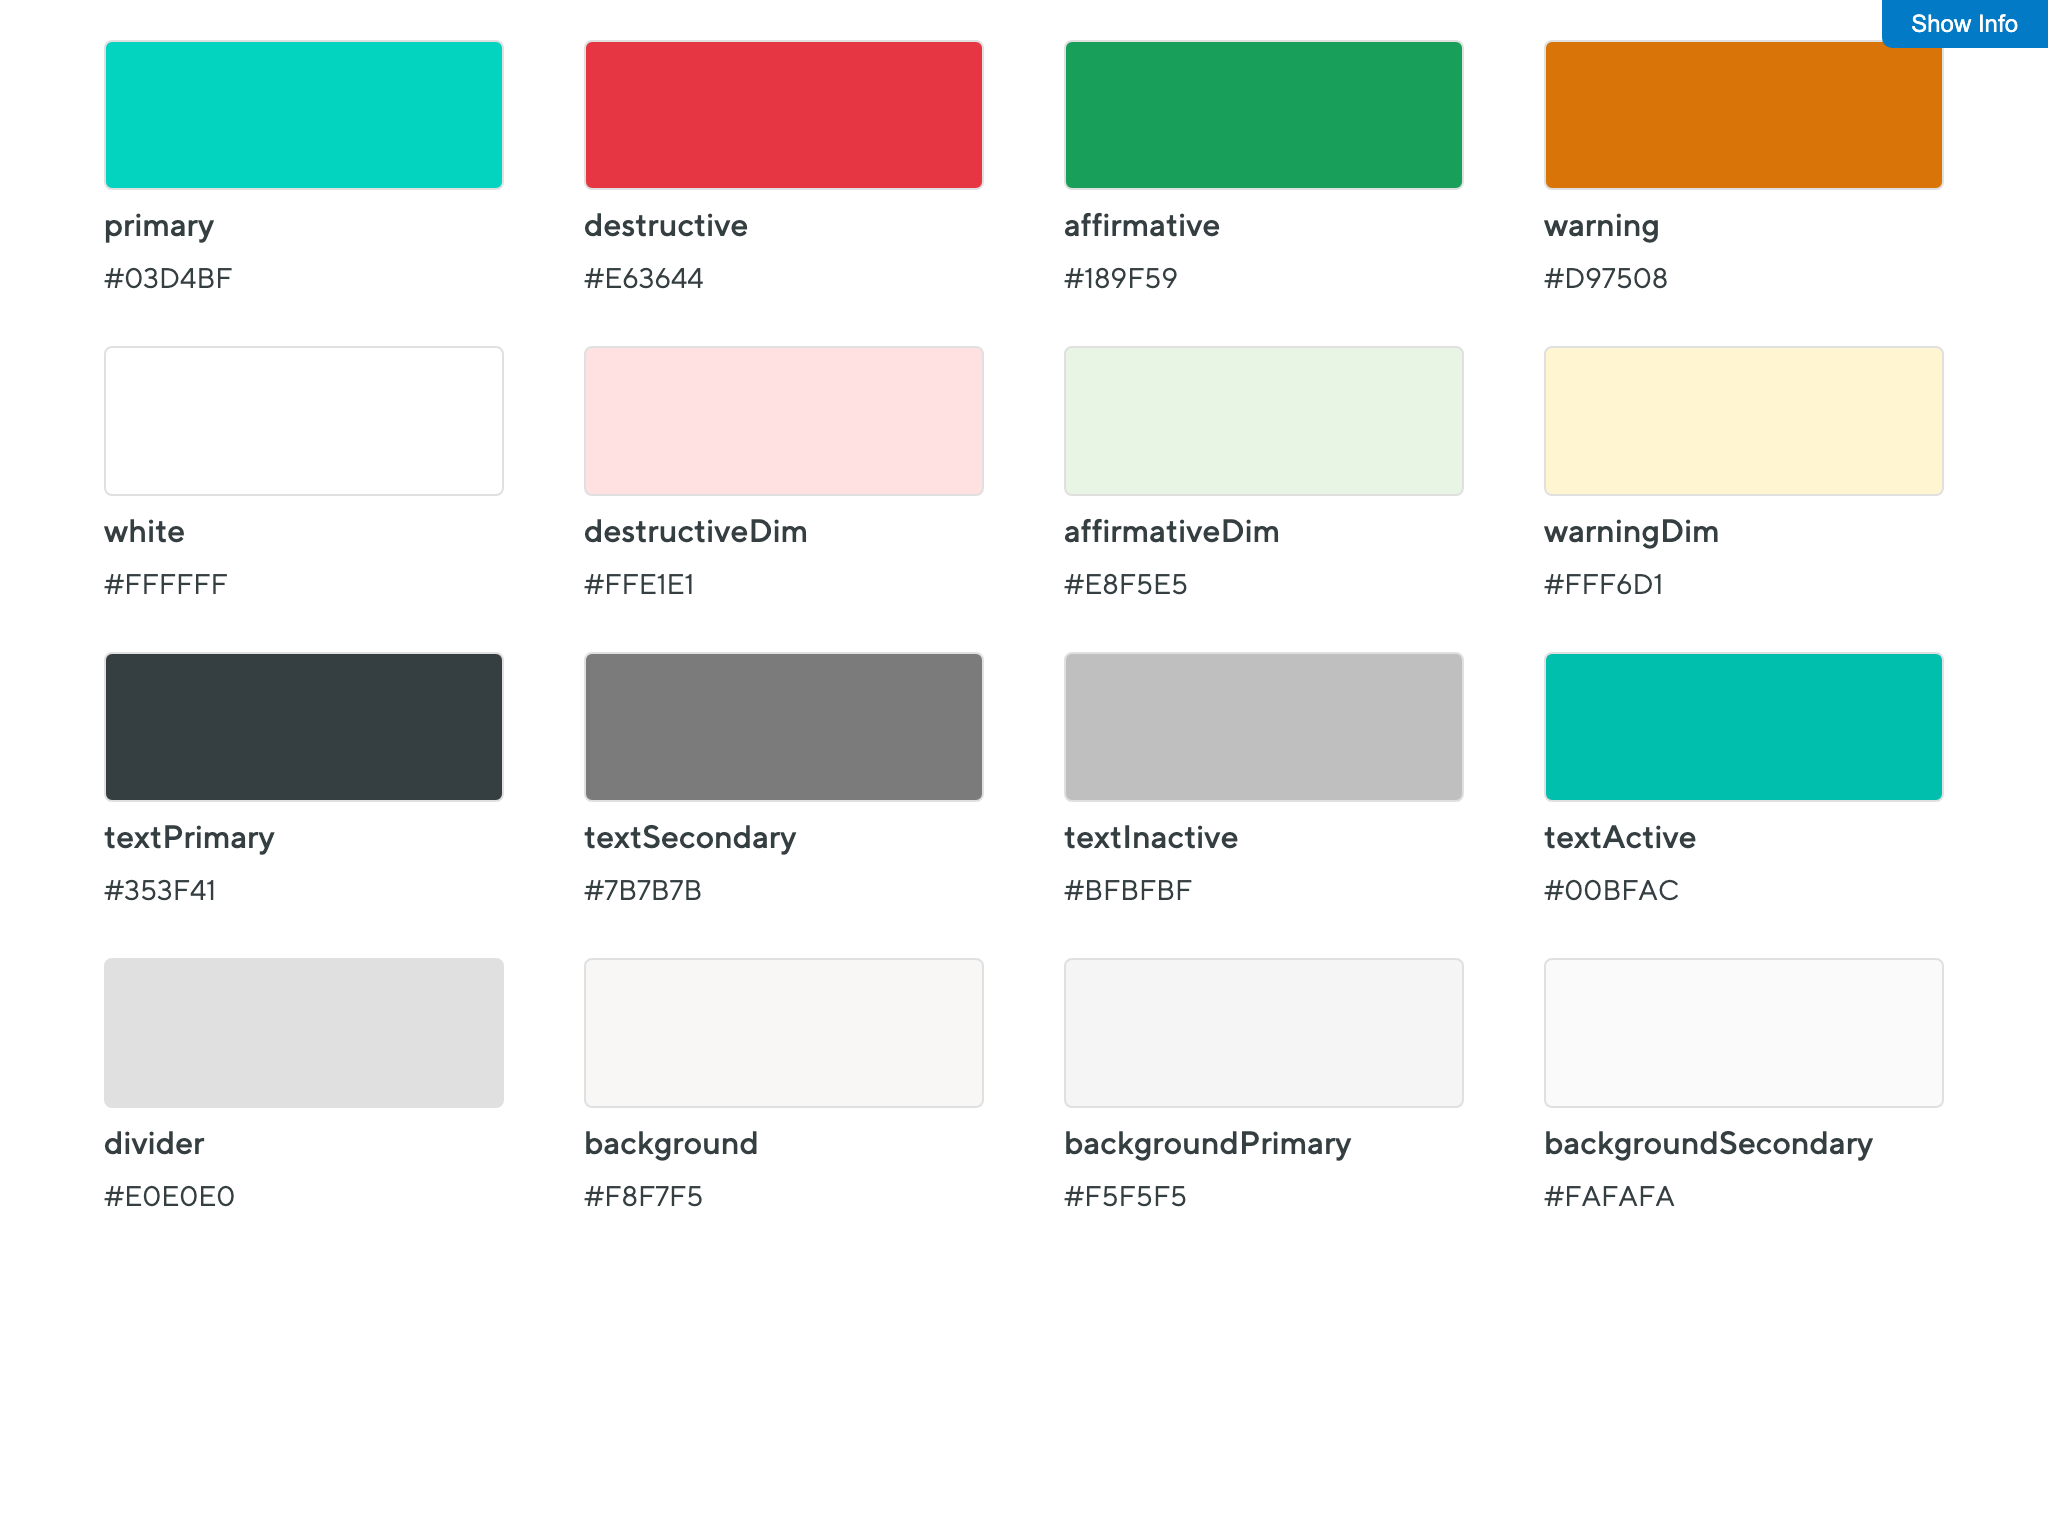 Show Info
primary
#03D4BF
destructive
#E63644
affirmative
#189F59
warning
#D97508
white
#FFFFFF
destructiveDim
#FFE1E1
affirmativeDim
#E8F5E5
warningDim
#FFF6D1
textPrimary
#353F41
textSecondary
#7B7B7B
textInactive
#BFBFBF
textActive
#00BFAC
divider
#E0E0E0
background
#F8F7F5
backgroundPrimary
#F5F5F5
backgroundSecondary
#FAFAFA